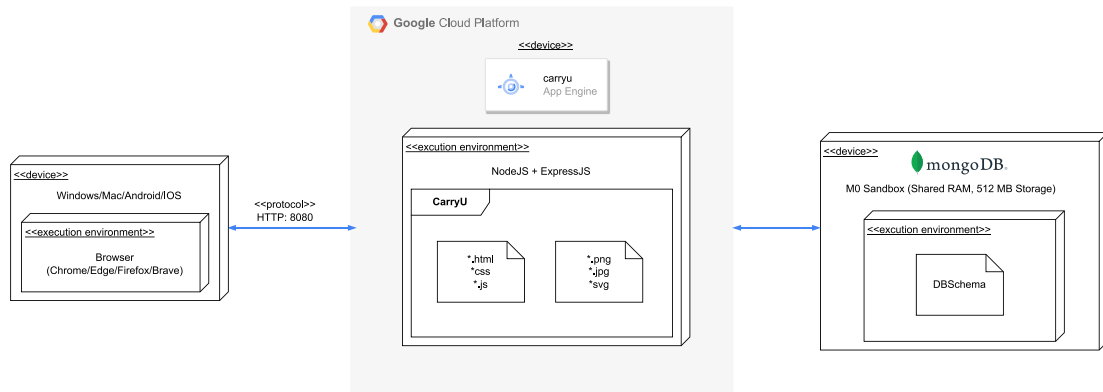 Google Cloud Platform
<<device>>
carryu
App Engine
<<device>>
Windows/Mac/Android/IOS
<<execution environment>>
Browser
(Chrome/Edge/Firefox/Brave)
<<protocol>>
HTTP: 8080
<<excution environment>>
NodeJS + ExpressJS
CarryU
*.html
*css
*.js
*.png
*.jpg
*svg
<<device>>
mongoDB.
M0 Sandbox (Shared RAM, 512 MB Storage)
<<excution environment>>
DBSchema